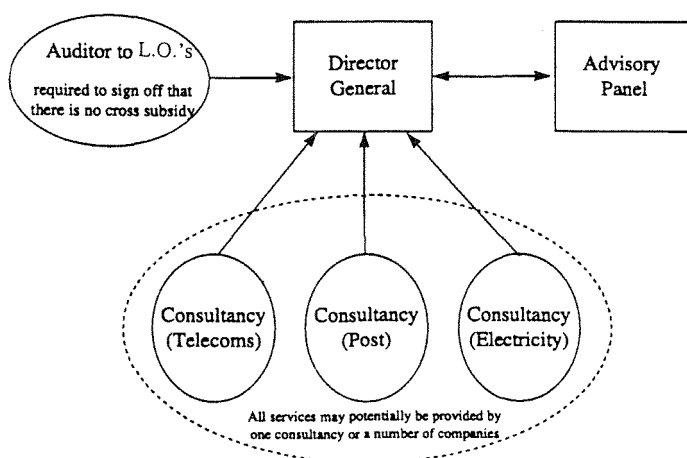 Auditor to L.O.'s
required to sign off that
there is no cross subsidy
Director
General
Advisory
Panel
Consultancy
(Telecoms)
Consultancy
(Post)
Consultancy
(Electricity)
All services may potentially be provided by
one consultancy or a number of companies